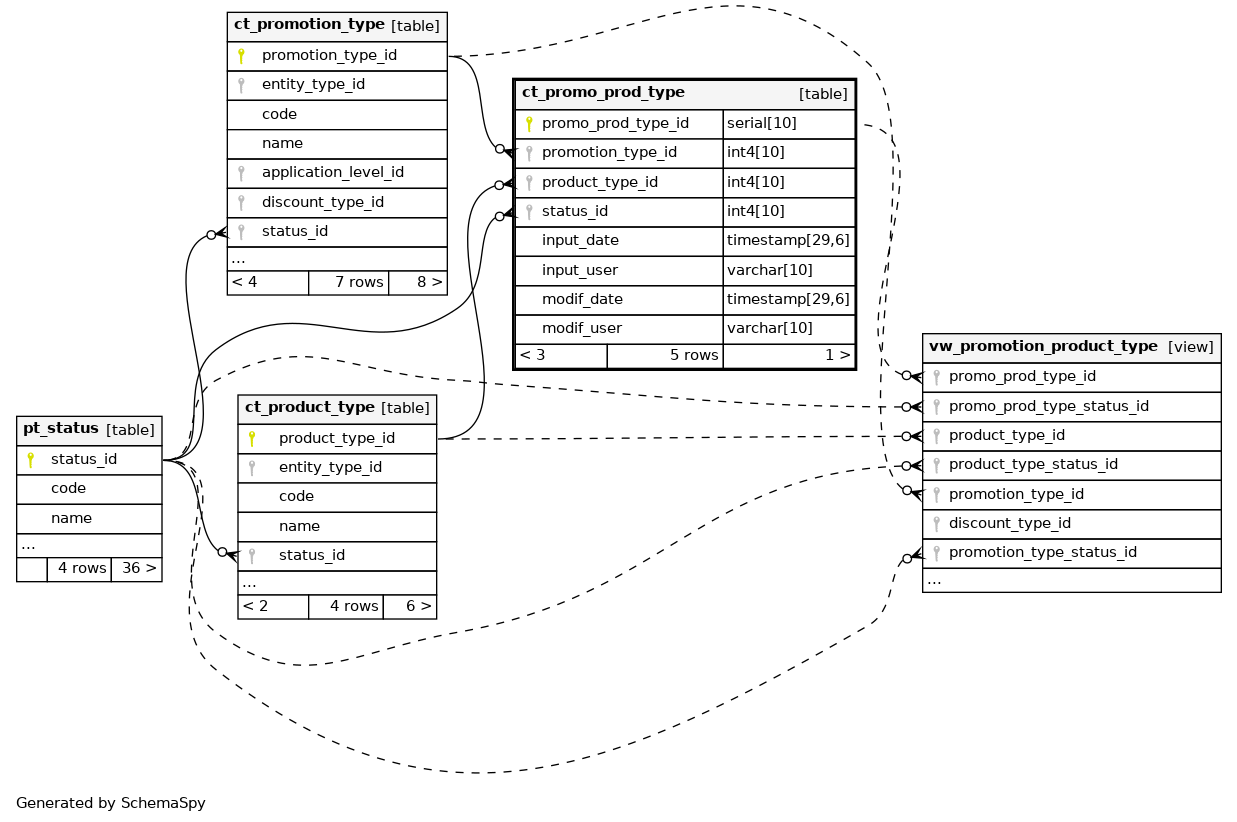 ct_promotion_type [table]
promotion_type_id
entity_type_id
code
name
application_level_id
discount_type_id
status_id
...
< 4 7 rows 8 >
ct_promo_prod_type [table]
promo_prod_type_id serial[10]
promotion_type_id int4[10]
product_type_id int4[10]
status_id int4[10]
input_date timestamp[29,6]
input_user varchar[10]
modif_date timestamp[29,6]
modif_user varchar[10]
< 3 5 rows 1 >
vw_promotion_product_type [view]
promo_prod_type_id
promo_prod_type_status_id
product_type_id
product_type_status_id
promotion_type_id
discount_type_id
promotion_type_status_id
...
ct_product_type [table]
product_type_id
entity_type_id
code
name
status_id
...
< 2 4 rows 6 >
pt_status [table]
status_id
code
name
...
4 rows 36 >
Generated by SchemaSpy